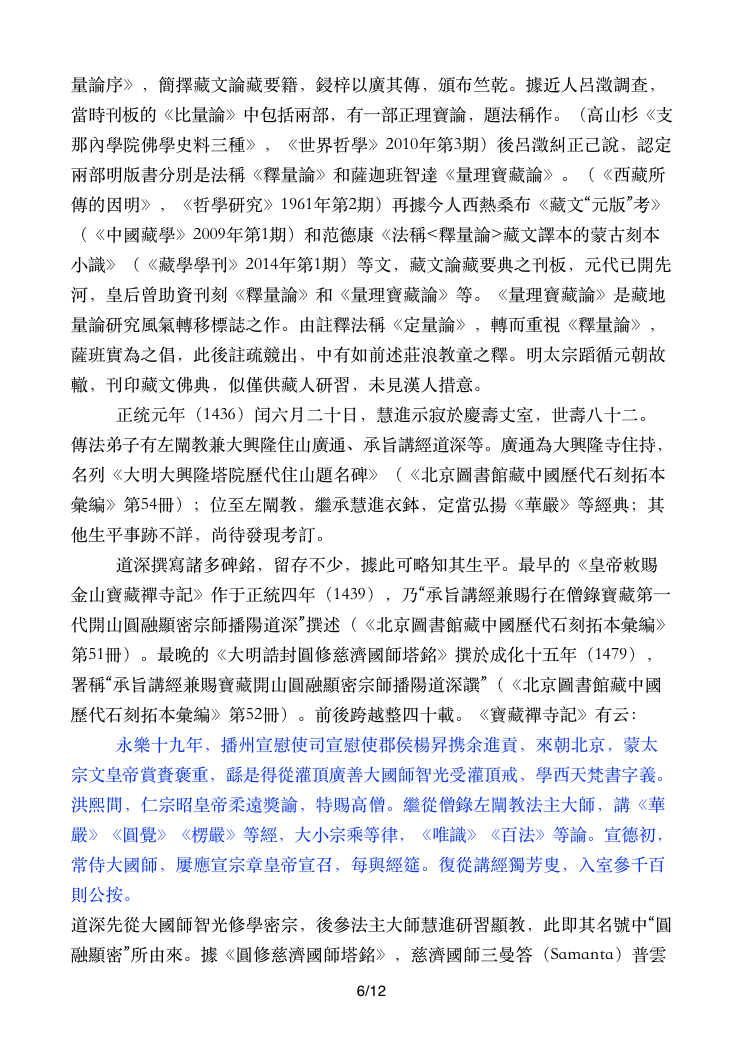 量論序》，簡擇藏文論藏要籍，鋟梓以廣其傳，頒布竺乾。據近人呂澂調查，
當時刊板的《比量論》中包括兩部，有一部正理寶論，題法稱作。（高山杉《支
那內學院佛學史料三種》，《世界哲學》2010年第3期）後呂澂糾正己說，認定
兩部明版書分別是法稱《釋量論》和薩迦班智達《量理寶藏論》。（《西藏所
傳的因明》，《哲學研究》1961年第2期）再據今人西熱桑布《藏文“元版”考》
（《中國藏學》2009年第1期）和范德康《法稱<釋量論>藏文譯本的蒙古刻本
小識》（《藏學學刊》2014年第1期）等文，藏文論藏要典之刊板，元代已開先
河，皇后曾助資刊刻《釋量論》和《量理寶藏論》等。《量理寶藏論》是藏地
量論研究風氣轉移標誌之作。由註釋法稱《定量論》，轉而重視《釋量論》，
薩班實為之倡，此後註疏競出，中有如前述莊浪教童之釋。明太宗蹈循元朝故
轍，刊印藏文佛典，似僅供藏人研習，未見漢人措意。
正统元年（1436）闰六月二十日，慧進示寂於慶壽丈室，世壽八十二。
傳法弟子有左闡教兼大興隆住山廣通、承旨講經道深等。廣通為大興隆寺住持，
名列《大明大興隆塔院歷代住山題名碑》（《北京圖書館藏中國歷代石刻拓本
彙編》第54冊）；位至左闡教，繼承慧進衣鉢，定當弘揚《華嚴》等經典；其
他生平事跡不詳，尚待發現考訂。
道深撰寫諸多碑銘，留存不少，據此可略知其生平。最早的《皇帝敕賜
金山寶藏禪寺記》作于正統四年（1439），乃“承旨講經兼賜行在僧錄寶藏第一
代開山圓融顯密宗師播陽道深”撰述（《北京圖書館藏中國歷代石刻拓本彙編》
第51冊）。最晚的《大明誥封圓修慈濟國師塔銘》撰於成化十五年（1479），
署稱“承旨講經兼賜寶藏開山圓融顯密宗師播陽道深譔”（《北京圖書館藏中國
歷代石刻拓本彙編》第52冊）。前後跨越整四十載。《寶藏禪寺記》有云：
永樂十九年，播州宣慰使司宣慰使郡侯楊昇携余進貢，來朝北京，蒙太
宗文皇帝賞賚褒重，繇是得從灌頂廣善大國師智光受灌頂戒，學西天梵書字義。
洪熙間，仁宗昭皇帝柔遠獎諭，特賜高僧。繼從僧錄左闡教法主大師，講《華
嚴》《圓覺》《楞嚴》等經，大小宗乘等律，《唯識》《百法》等論。宣德初，
常侍大國師，屢應宣宗章皇帝宣召，每與經筵。復從講經獨芳叟，入室參千百
則公按。
道深先從大國師智光修學密宗，後參法主大師慧進研習顯教，此即其名號中“圓
融顯密”所由來。據《圓修慈濟國師塔銘》，慈濟國師三曼答（Samanta）普雲
6/12